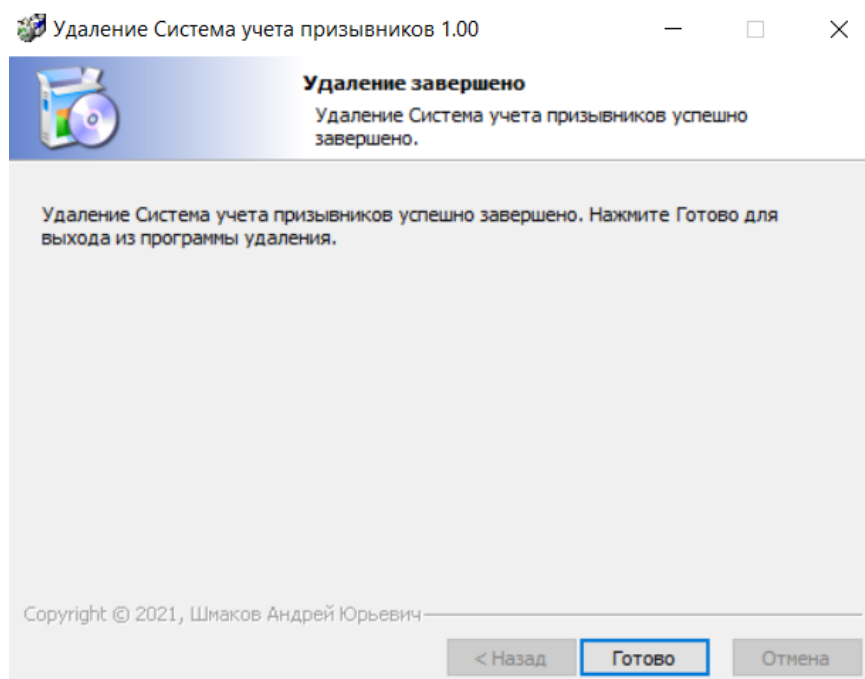 Удаление Система учета призывников 1.00
Удаление завершено
Удаление Система учета призывников успешно
завершено.
Удаление Система учета призывников успешно завершено. Нажмите Готово для
выхода из программы удаления.
Copyright © 2021, Шмаков Андрей Юрьевич
< Назад
Готово
Отмена